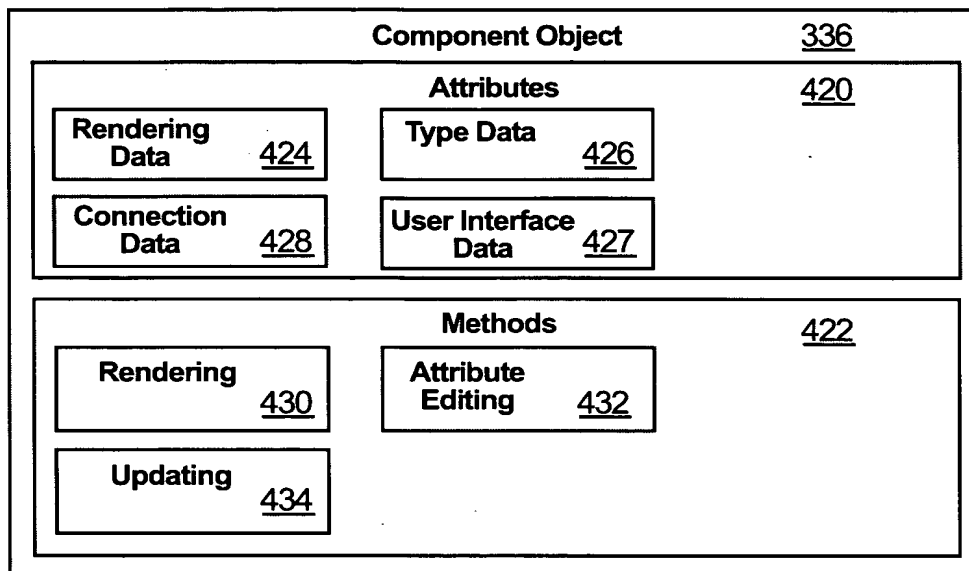 Component Object 336
Attributes 420
Rendering
Data 424
Type Data 426
Connection
Data 428
User Interface
Data 427
Methods 422
Rendering 430
Attribute
Editing 432
Updating 434